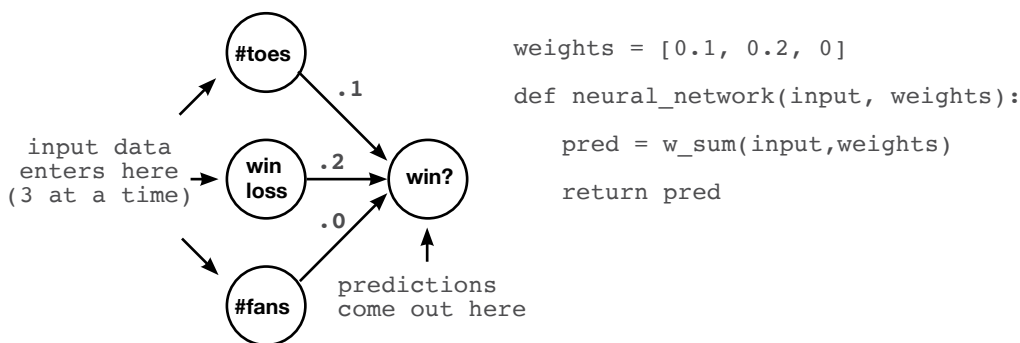 #toes
.1
input data
enters here
(3 at a time)
win
loss
.2
win?
.0
#fans
predictions
come out here
weights = [0.1, 0.2, 0]
def neural_network(input, weights):
pred = w_sum(input,weights)
return pred